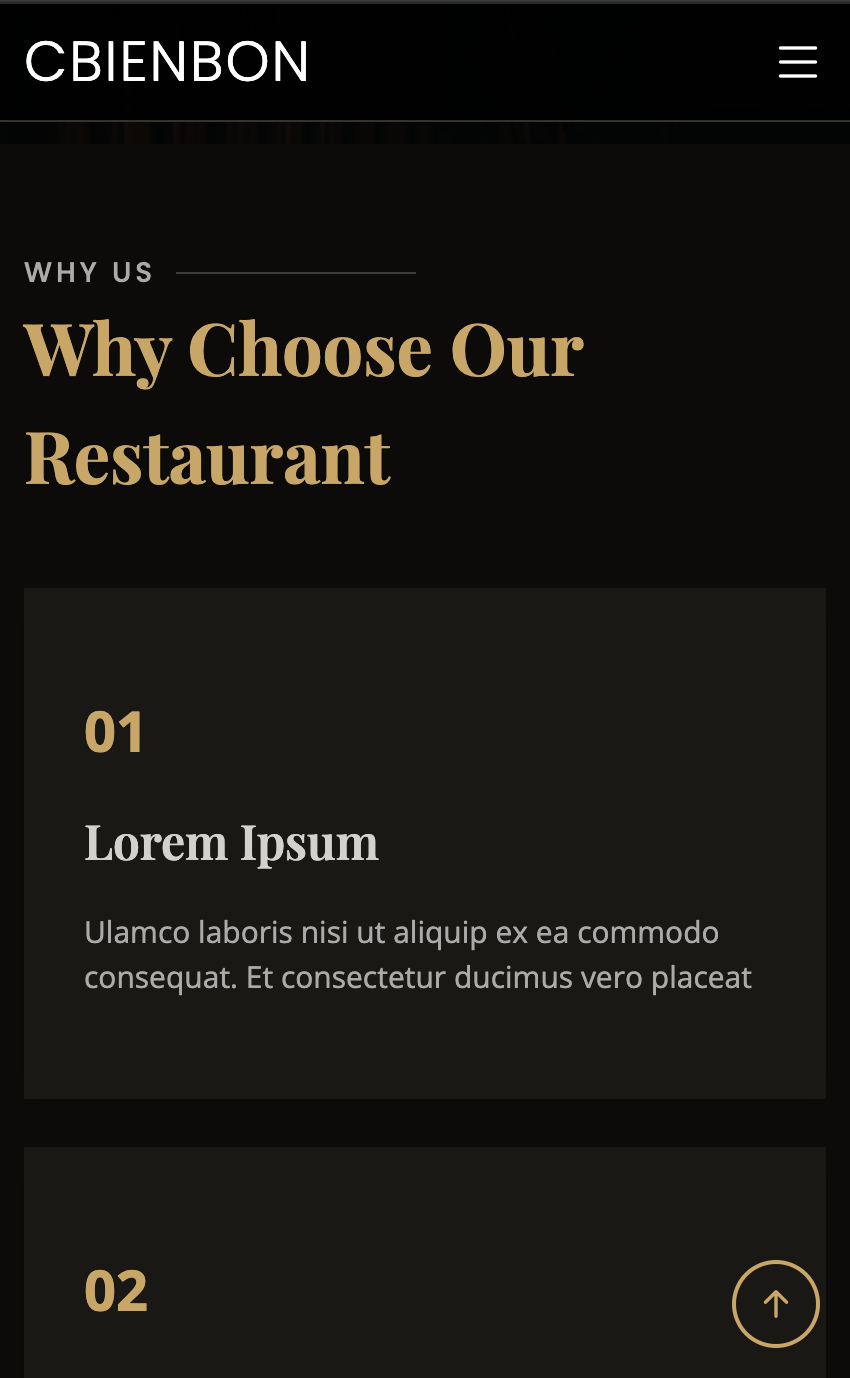 CBIENBON
WHY US
Why Choose Our
Restaurant
01
Lorem Ipsum
Ulamco laboris nisi ut aliquip ex ea commodo
consequat. Et consectetur ducimus vero placeat
02